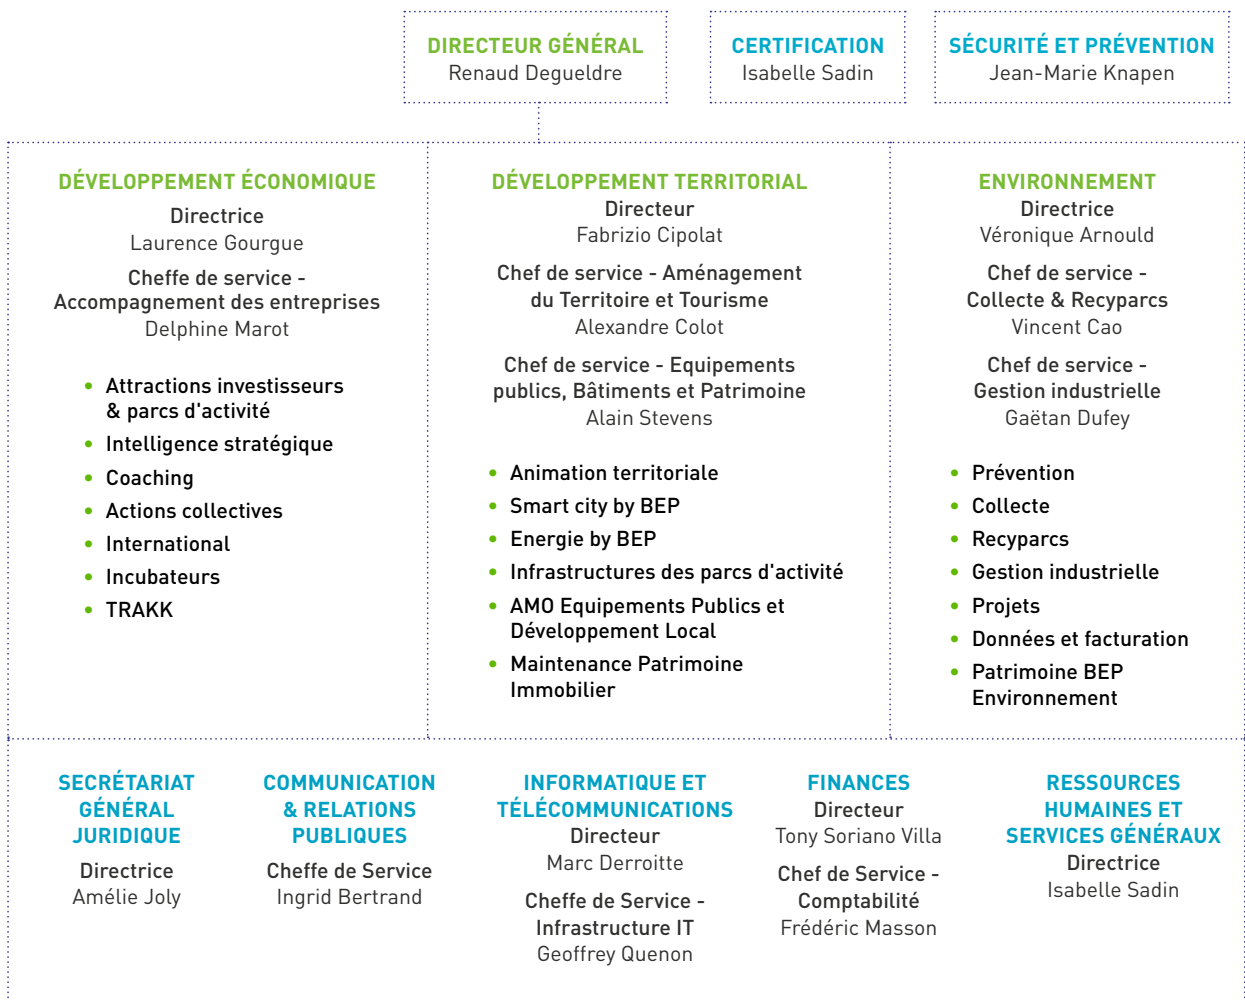 DIRECTEUR GÉNÉRAL
Renaud Degueldre
CERTIFICATION
Isabelle Sadin
SÉCURITÉ ET PRÉVENTION
Jean-Marie Knapen
DÉVELOPPEMENT ÉCONOMIQUE
Directrice
Laurence Gourgue
Cheffe de service -
Accompagnement des entreprises
Delphine Marot
• Attractions investisseurs
& parcs d'activité
• Intelligence stratégique
• Coaching
• Actions collectives
• International
• Incubateurs
• TRAKK
DÉVELOPPEMENT TERRITORIAL
Directeur
Fabrizio Cipolat
Chef de service - Aménagement
du Territoire et Tourisme
Alexandre Colot
Chef de service - Equipements
publics, Bâtiments et Patrimoine
Alain Stevens
• Animation territoriale
• Smart city by BEP
• Energie by BEP
• Infrastructures des parcs d'activité
• AMO Equipements Publics et
Développement Local
• Maintenance Patrimoine
Immobilier
ENVIRONNEMENT
Directrice
Véronique Arnould
Chef de service -
Collecte & Recyparcs
Vincent Cao
Chef de service -
Gestion industrielle
Gaëtan Dufey
• Prévention
• Collecte
• Recyparcs
• Gestion industrielle
• Projets
• Données et facturation
• Patrimoine BEP
Environnement
SECRÉTARIAT
GÉNÉRAL
JURIDIQUE
Directrice
Amélie Joly
COMMUNICATION
& RELATIONS
PUBLIQUES
Cheffe de Service
Ingrid Bertrand
INFORMATIQUE ET
TÉLÉCOMMUNICATIONS
Directeur
Marc Derroitte
Cheffe de Service -
Infrastructure IT
Geoffrey Quenon
FINANCES
Directeur
Tony Soriano Villa
Chef de Service -
Comptabilité
Frédéric Masson
RESSOURCES
HUMAINES ET
SERVICES GÉNÉRAUX
Directrice
Isabelle Sadin